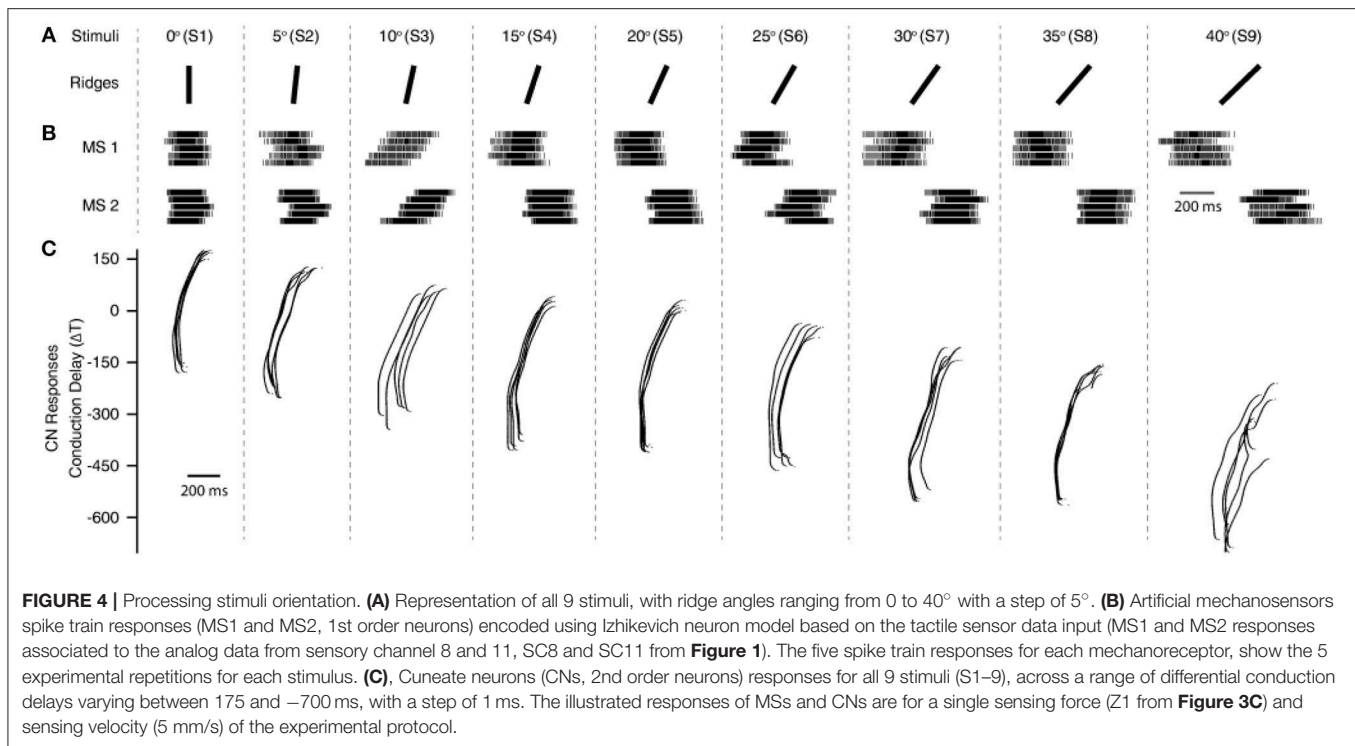 A Stimuli 0° (S1) 5° (S2) 10° (S3) 15° (S4) 20° (S5) 25° (S6) 30° (S7) 35° (S8) 40° (S9)
Ridges
B
MS 1
MS 2
200 ms
C
CN Responses
Conduction Delay (ΔT)
150
0
-150
-300
-450
-600
200 ms
FIGURE 4 | Processing stimuli orientation. (A) Representation of all 9 stimuli, with ridge angles ranging from 0 to 40° with a step of 5°. (B) Artificial mechanosensors
spike train responses (MS1 and MS2, 1st order neurons) encoded using Izhikevich neuron model based on the tactile sensor data input (MS1 and MS2 responses
associated to the analog data from sensory channel 8 and 11, SC8 and SC11 from Figure 1). The five spike train responses for each mechanoreceptor, show the 5
experimental repetitions for each stimulus. (C), Cuneate neurons (CNs, 2nd order neurons) responses for all 9 stimuli (S1–9), across a range of differential conduction
delays varying between 175 and −700 ms, with a step of 1 ms. The illustrated responses of MSs and CNs are for a single sensing force (Z1 from Figure 3C) and
sensing velocity (5 mm/s) of the experimental protocol.